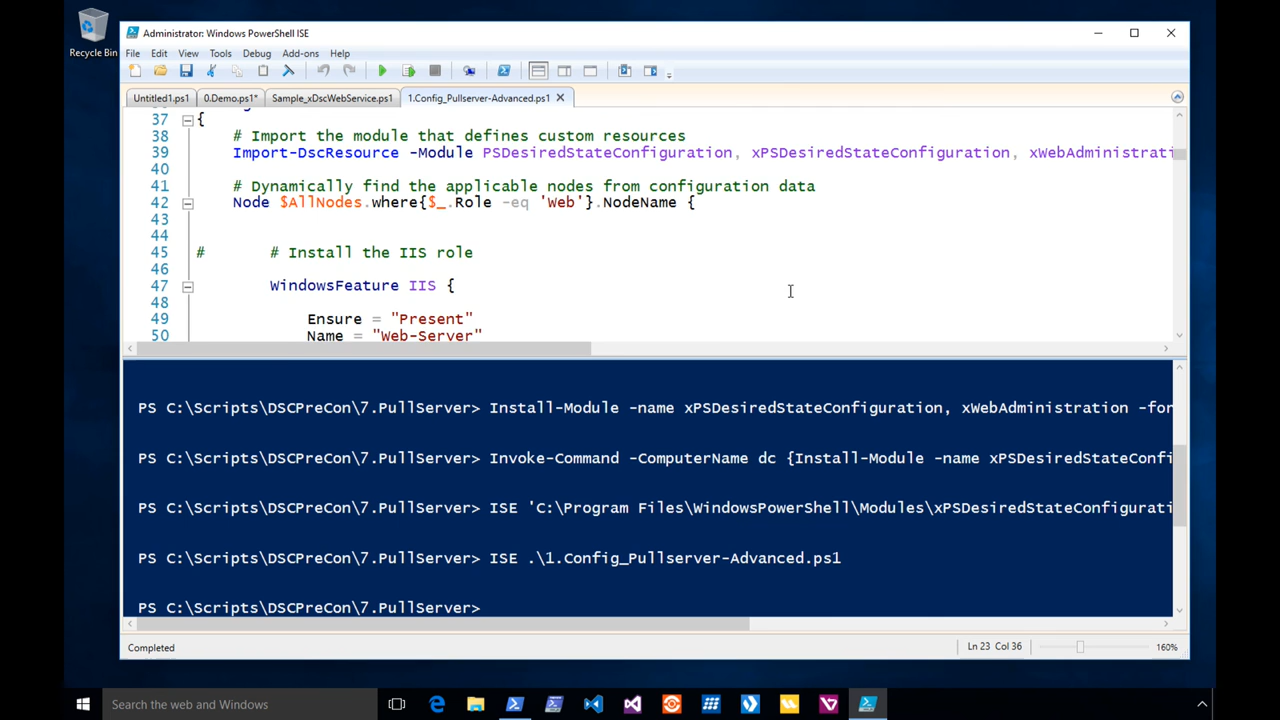 Recycle Bin
Administrator: Windows PowerShell ISE
File Edit View Tools Debug Add-ons Help
Untitled1.ps1 0.Demo.ps1* Sample_xDscWebService.ps1 1.Config_Pullserver-Advanced.ps1
37 {
38 # Import the module that defines custom resources
39 Import-DscResource -Module PSDesiredStateConfiguration, xPSDesiredStateConfiguration, xWebAdministrati
40
41 # Dynamically find the applicable nodes from configuration data
42 Node $AllNodes.where{$_.Role -eq 'Web'}.NodeName {
43
44
45 # # Install the IIS role
46
47 WindowsFeature IIS {
48
49 Ensure = "Present"
50 Name = "Web-Server"
PS C:\Scripts\DSCPreCon\7.PullServer> Install-Module -name xPSDesiredStateConfiguration, xWebAdministration -for
PS C:\Scripts\DSCPreCon\7.PullServer> Invoke-Command -ComputerName dc {Install-Module -name xPSDesiredStateConfi
PS C:\Scripts\DSCPreCon\7.PullServer> ISE 'C:\Program Files\WindowsPowerShell\Modules\xPSDesiredStateConfigurati
PS C:\Scripts\DSCPreCon\7.PullServer> ISE .\1.Config_Pullserver-Advanced.ps1
PS C:\Scripts\DSCPreCon\7.PullServer>
Completed Ln 23 Col 36 160%
Search the web and Windows